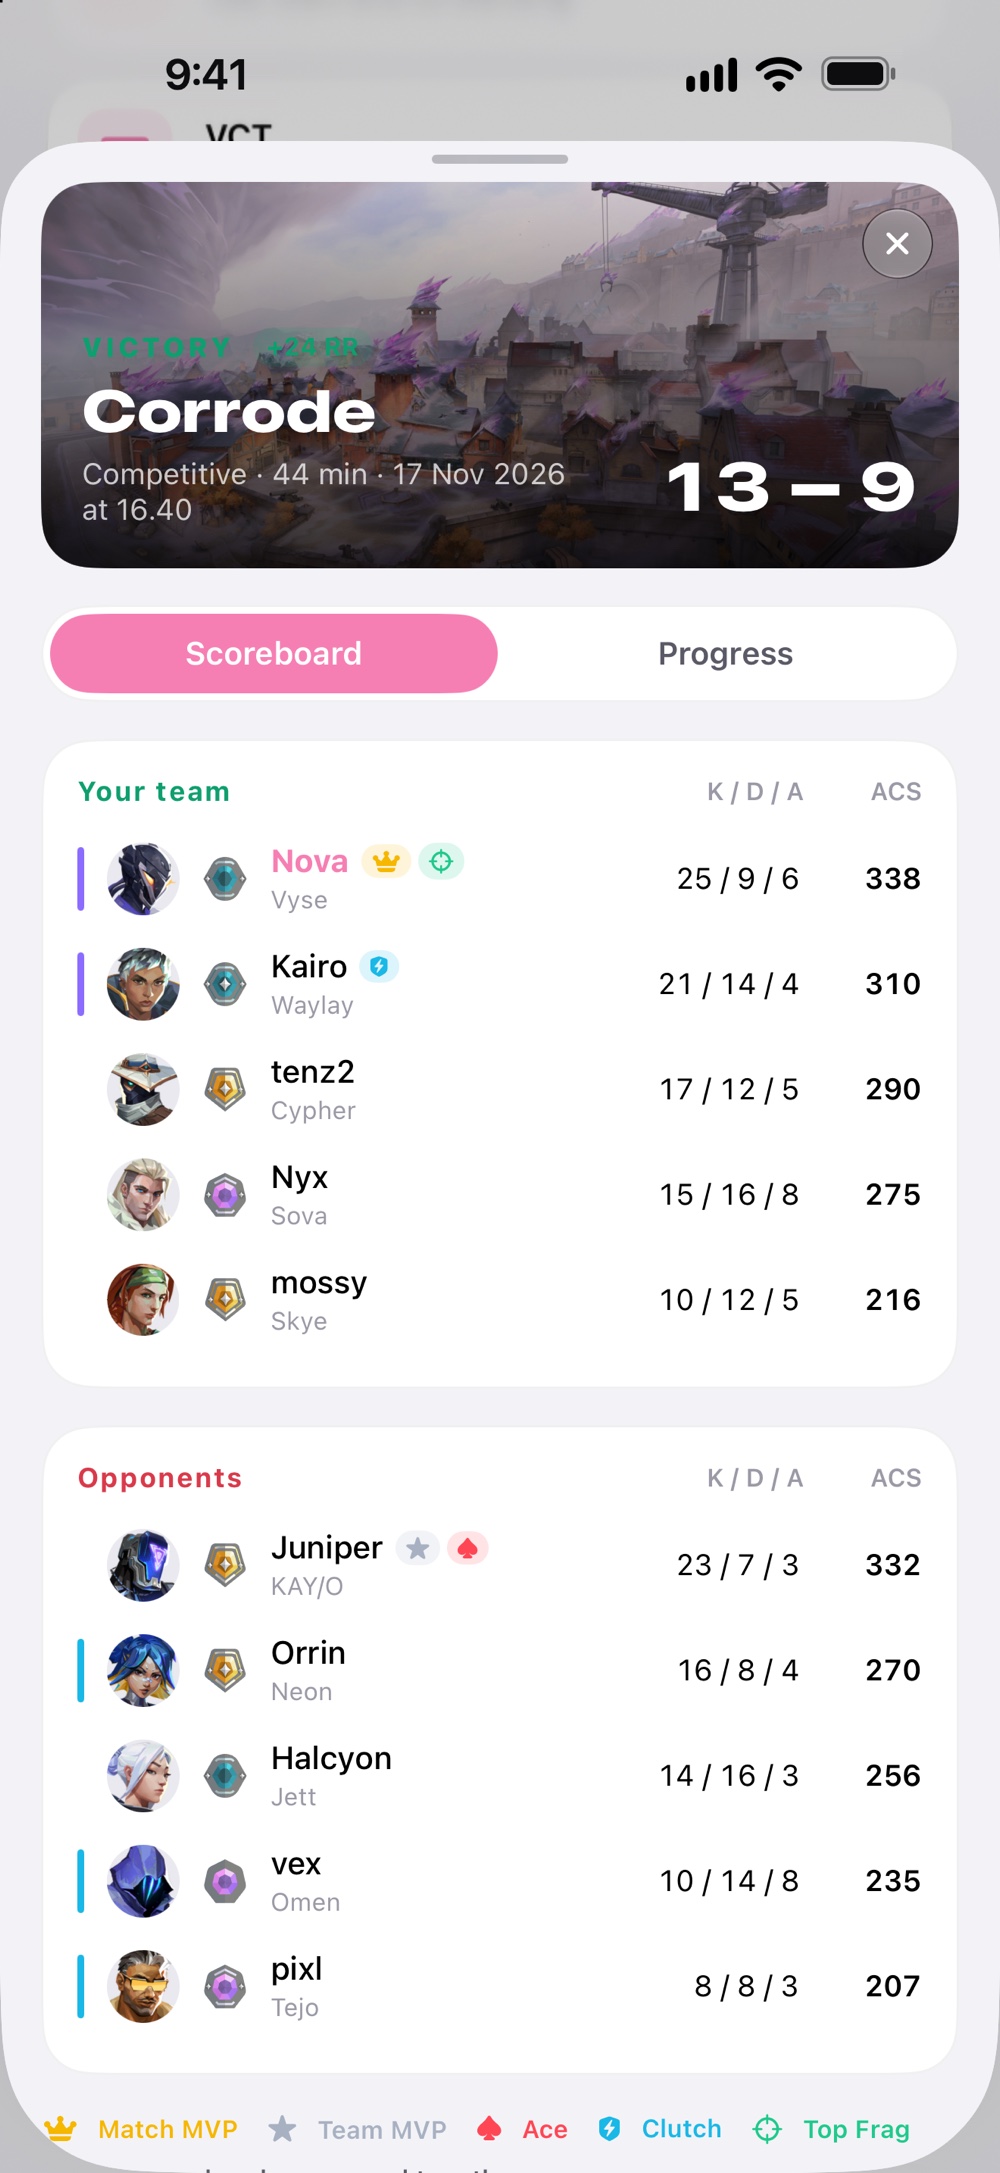 9:41
VCT
VICTORY +24 RR
Corrode
Competitive · 44 min · 17 Nov 2026
at 16.40
13 – 9
Scoreboard Progress
Your team K / D / A ACS
Nova 25 / 9 / 6 338
Vyse
Kairo 21 / 14 / 4 310
Waylay
tenz2 17 / 12 / 5 290
Cypher
Nyx 15 / 16 / 8 275
Sova
mossy 10 / 12 / 5 216
Skye
Opponents K / D / A ACS
Juniper 23 / 7 / 3 332
KAY/O
Orrin 16 / 8 / 4 270
Neon
Halcyon 14 / 16 / 3 256
Jett
vex 10 / 14 / 8 235
Omen
pixl 8 / 8 / 3 207
Tejo
Match MVP Team MVP Ace Clutch Top Frag